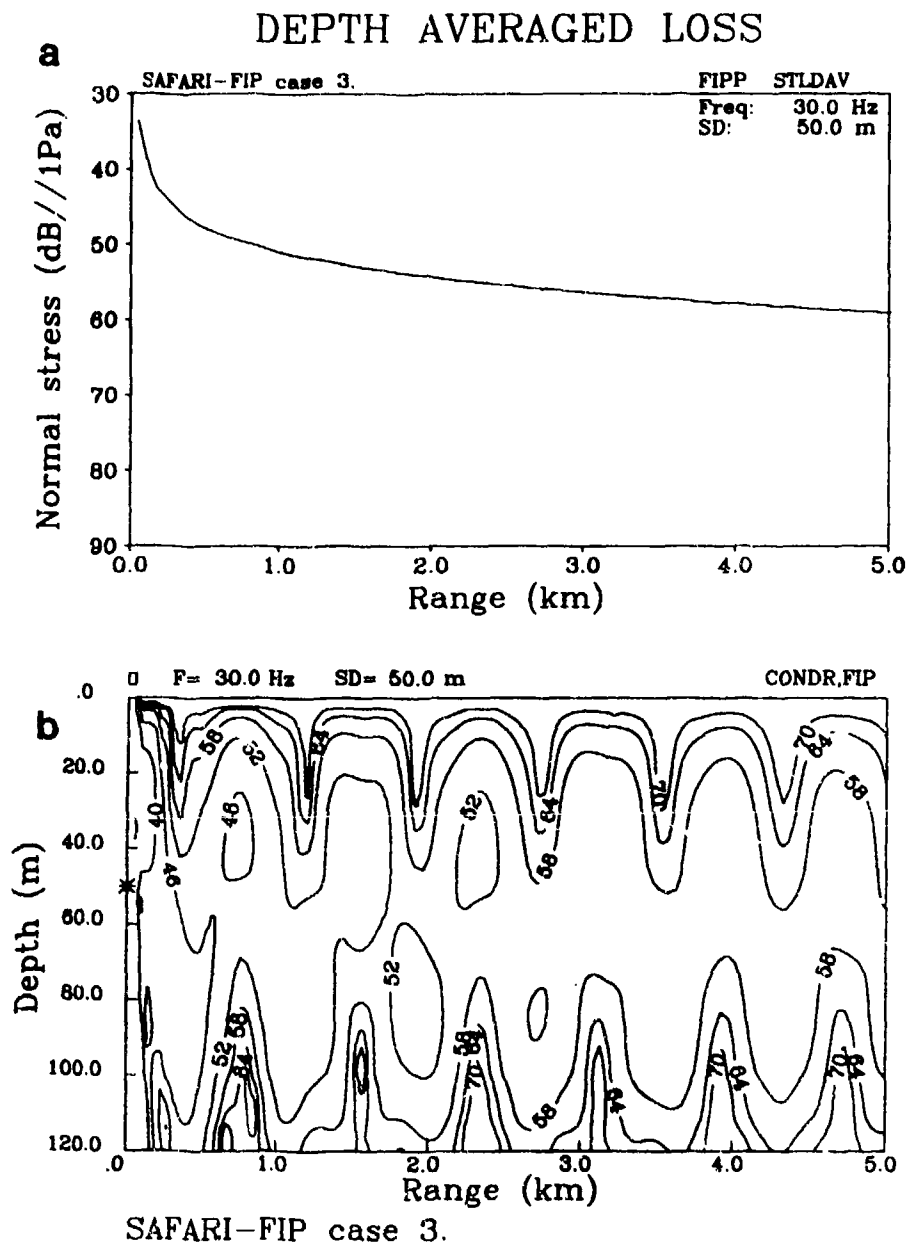 DEPTH AVERAGED LOSS
a
SAFARI-FIP case 3.
FIPP STLDAV
Freq: 30.0 Hz
SD: 50.0 m
Normal stress (dB//1Pa)
30
40
50
60
70
80
90
0.0 1.0 2.0 3.0 4.0 5.0
Range (km)
b
F= 30.0 Hz SD= 50.0 m
CONDR,FIP
Depth (m)
.0
20.0
40.0
60.0
80.0
100.0
120.0
58 52 64 70 64
40 46 52 64 70 58
46 58
52 58
58 58 64
52 64 70 70 64 70 64
58 64
.0 1.0 2.0 3.0 4.0 5.0
Range (km)
SAFARI-FIP case 3.